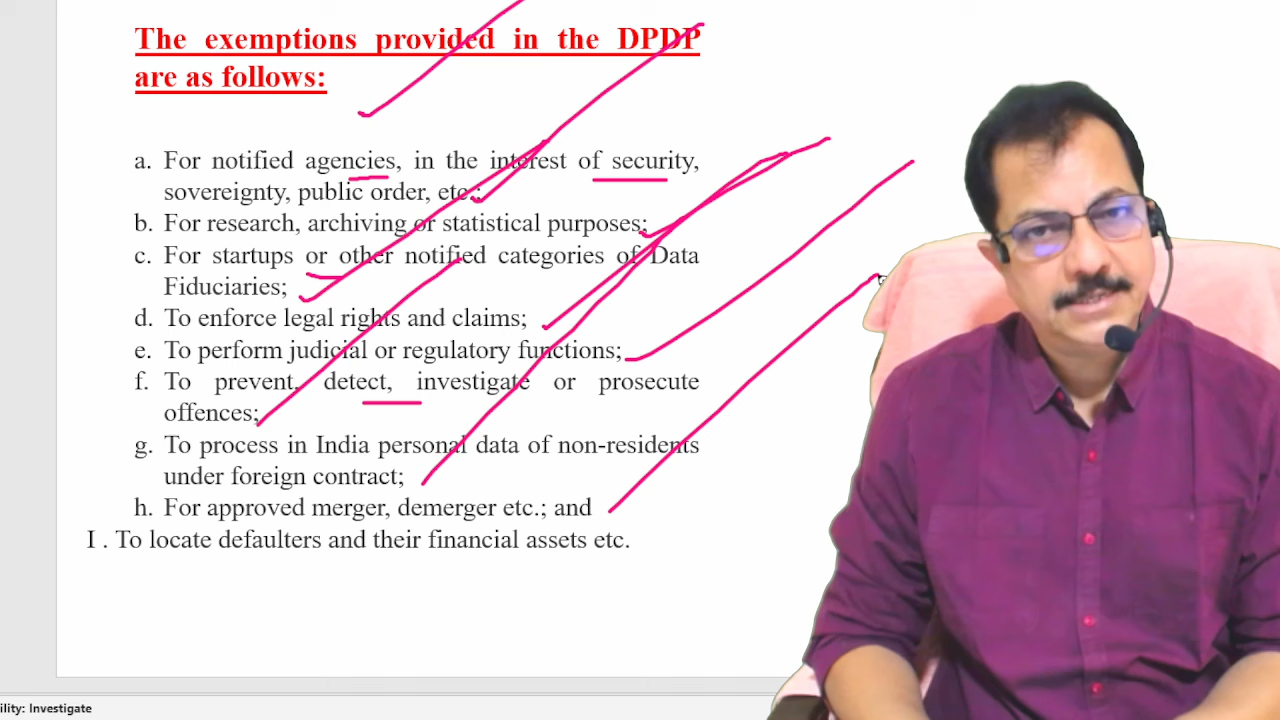 The exemptions provided in the DPDP
are as follows:
a. For notified agencies, in the interest of security,
sovereignty, public order, etc.;
b. For research, archiving or statistical purposes;
c. For startups or other notified categories of Data
Fiduciaries;
d. To enforce legal rights and claims;
e. To perform judicial or regulatory functions;
f. To prevent, detect, investigate or prosecute
offences;
g. To process in India personal data of non-residents
under foreign contract;
h. For approved merger, demerger etc.; and
I . To locate defaulters and their financial assets etc.
ility: Investigate